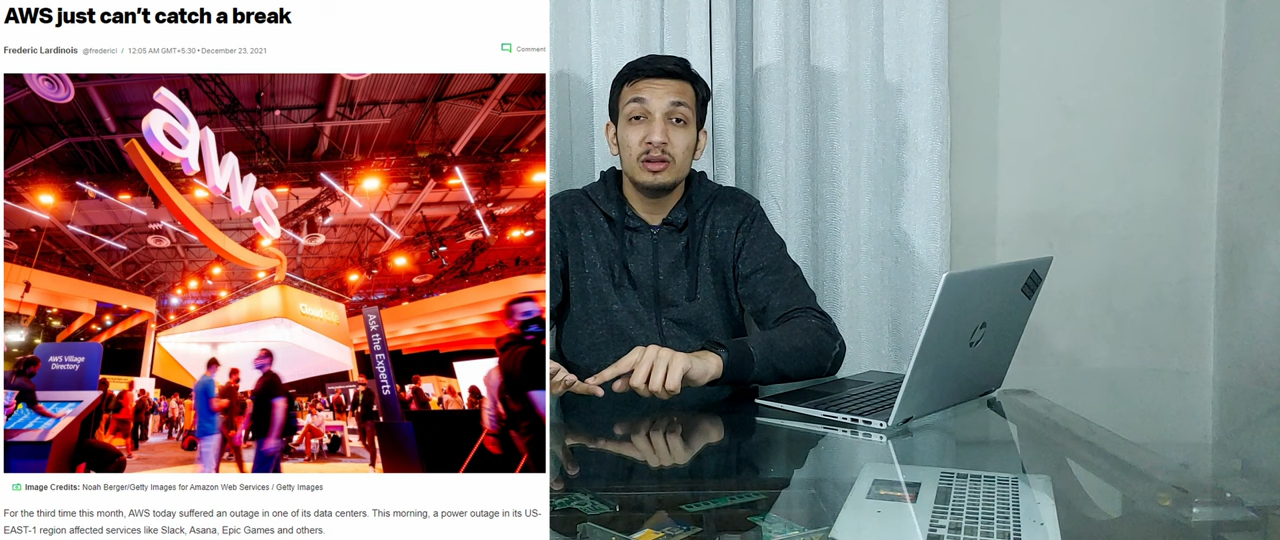 AWS just can't catch a break
Frederic Lardinois @fredericl / 12:05 AM GMT+5:30 • December 23, 2021
Comment
aws
Cloud
Ask the Experts
AWS Village
Directory
hp
Image Credits: Noah Berger/Getty Images for Amazon Web Services / Getty Images
For the third time this month, AWS today suffered an outage in one of its data centers. This morning, a power outage in its US-
EAST-1 region affected services like Slack, Asana, Epic Games and others.